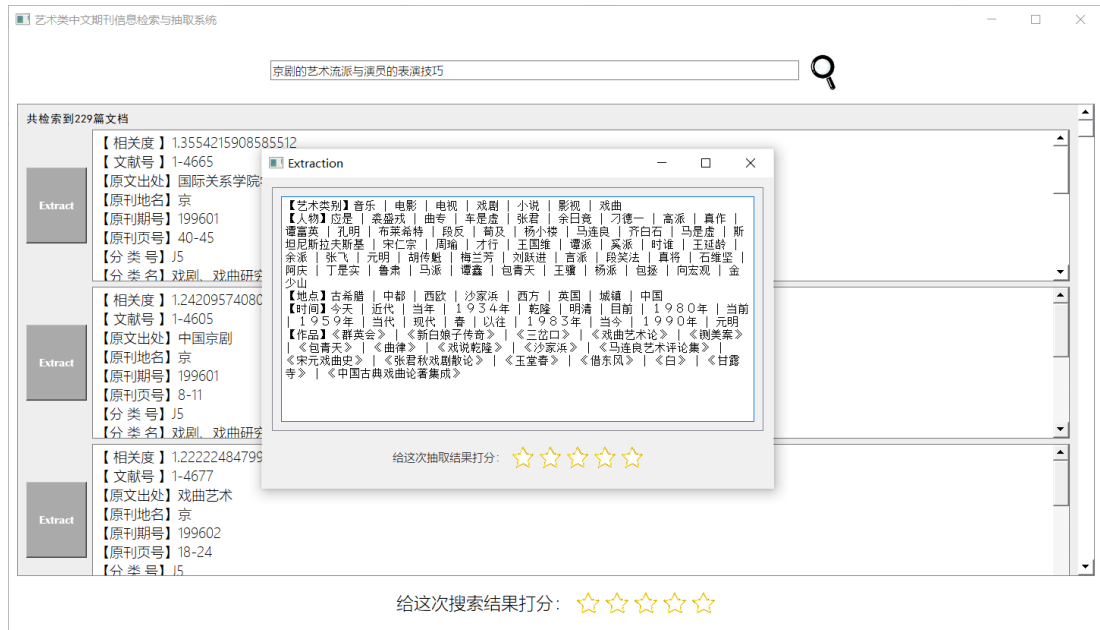 艺术类中文期刊信息检索与抽取系统
京剧的艺术流派与演员的表演技巧
共检索到229篇文档
Extract
【 相关度 】1.3554215908585512
【 文献号 】1-4665
【原文出处】国际关系学院
【原刊地名】京
【原刊期号】199601
【原刊页号】40-45
【分 类 号】J5
【分 类 名】戏剧、戏曲研究
Extract
【 相关度 】1.24209574080
【 文献号 】1-4605
【原文出处】中国京剧
【原刊地名】京
【原刊期号】199601
【原刊页号】8-11
【分 类 号】J5
【分 类 名】戏剧、戏曲研究
Extract
【 相关度 】1.22222484799
【 文献号 】1-4677
【原文出处】戏曲艺术
【原刊地名】京
【原刊期号】199602
【原刊页号】18-24
【分 类 号】J5
Extraction
【艺术类别】音乐 | 电影 | 电视 | 戏剧 | 小说 | 影视 | 戏曲
【人物】应是 | 裘盛戎 | 曲专 | 车是虚 | 张君 | 余日竞 | 刁德一 | 高派 | 真作 |
谭富英 | 孔明 | 布莱希特 | 段反 | 荀及 | 杨小楼 | 马连良 | 齐白石 | 马是虚 | 斯
坦尼斯拉夫斯基 | 宋仁宗 | 周瑜 | 才行 | 王国维 | 谭派 | 奚派 | 时谁 | 王延龄 |
余派 | 张飞 | 元明 | 胡传魁 | 梅兰芳 | 刘跃进 | 言派 | 段笑法 | 真将 | 石维坚 |
阿庆 | 丁是实 | 鲁肃 | 马派 | 谭鑫 | 包青天 | 王骥 | 杨派 | 包拯 | 向宏观 | 金
少山
【地点】古希腊 | 中都 | 西欧 | 沙家浜 | 西方 | 英国 | 城镇 | 中国
【时间】今天 | 近代 | 当年 | １９３４年 | 乾隆 | 明清 | 目前 | １９８０年 | 当前
| １９５９年 | 当代 | 现代 | 春 | 以往 | １９８３年 | 当今 | １９９０年 | 元明
【作品】《群英会》 | 《新白娘子传奇》 | 《三岔口》 | 《戏曲艺术论》 | 《铡美案》
| 《包青天》 | 《曲律》 | 《戏说乾隆》 | 《沙家浜》 | 《马连良艺术评论集》 |
《宋元戏曲史》 | 《张君秋戏剧散论》 | 《玉堂春》 | 《借东风》 | 《白》 | 《甘露
寺》 | 《中国古典戏曲论著集成》
给这次抽取结果打分：
给这次搜索结果打分：